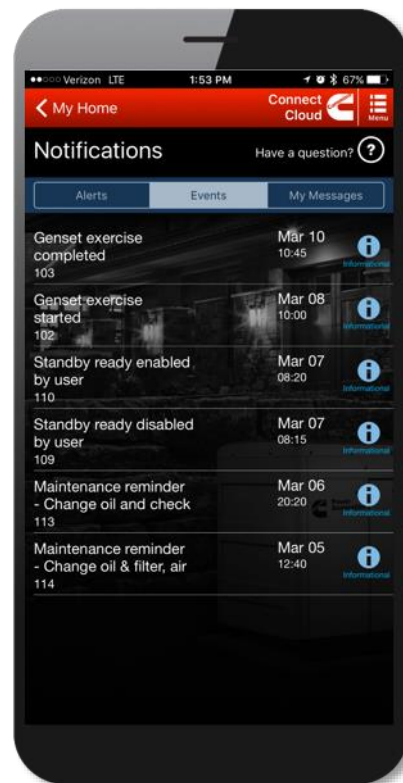 Verizon LTE 1:53 PM 67%
My Home
Connect
Cloud
Menu
Notifications
Have a question? ?
Alerts Events My Messages
Genset exercise
completed
103
Mar 10
10:45
Informational
Genset exercise
started
102
Mar 08
10:00
Informational
Standby ready enabled
by user
110
Mar 07
08:20
Informational
Standby ready disabled
by user
109
Mar 07
08:15
Informational
Maintenance reminder
- Change oil and check
113
Mar 06
20:20
Informational
Maintenance reminder
- Change oil & filter, air
114
Mar 05
12:40
Informational